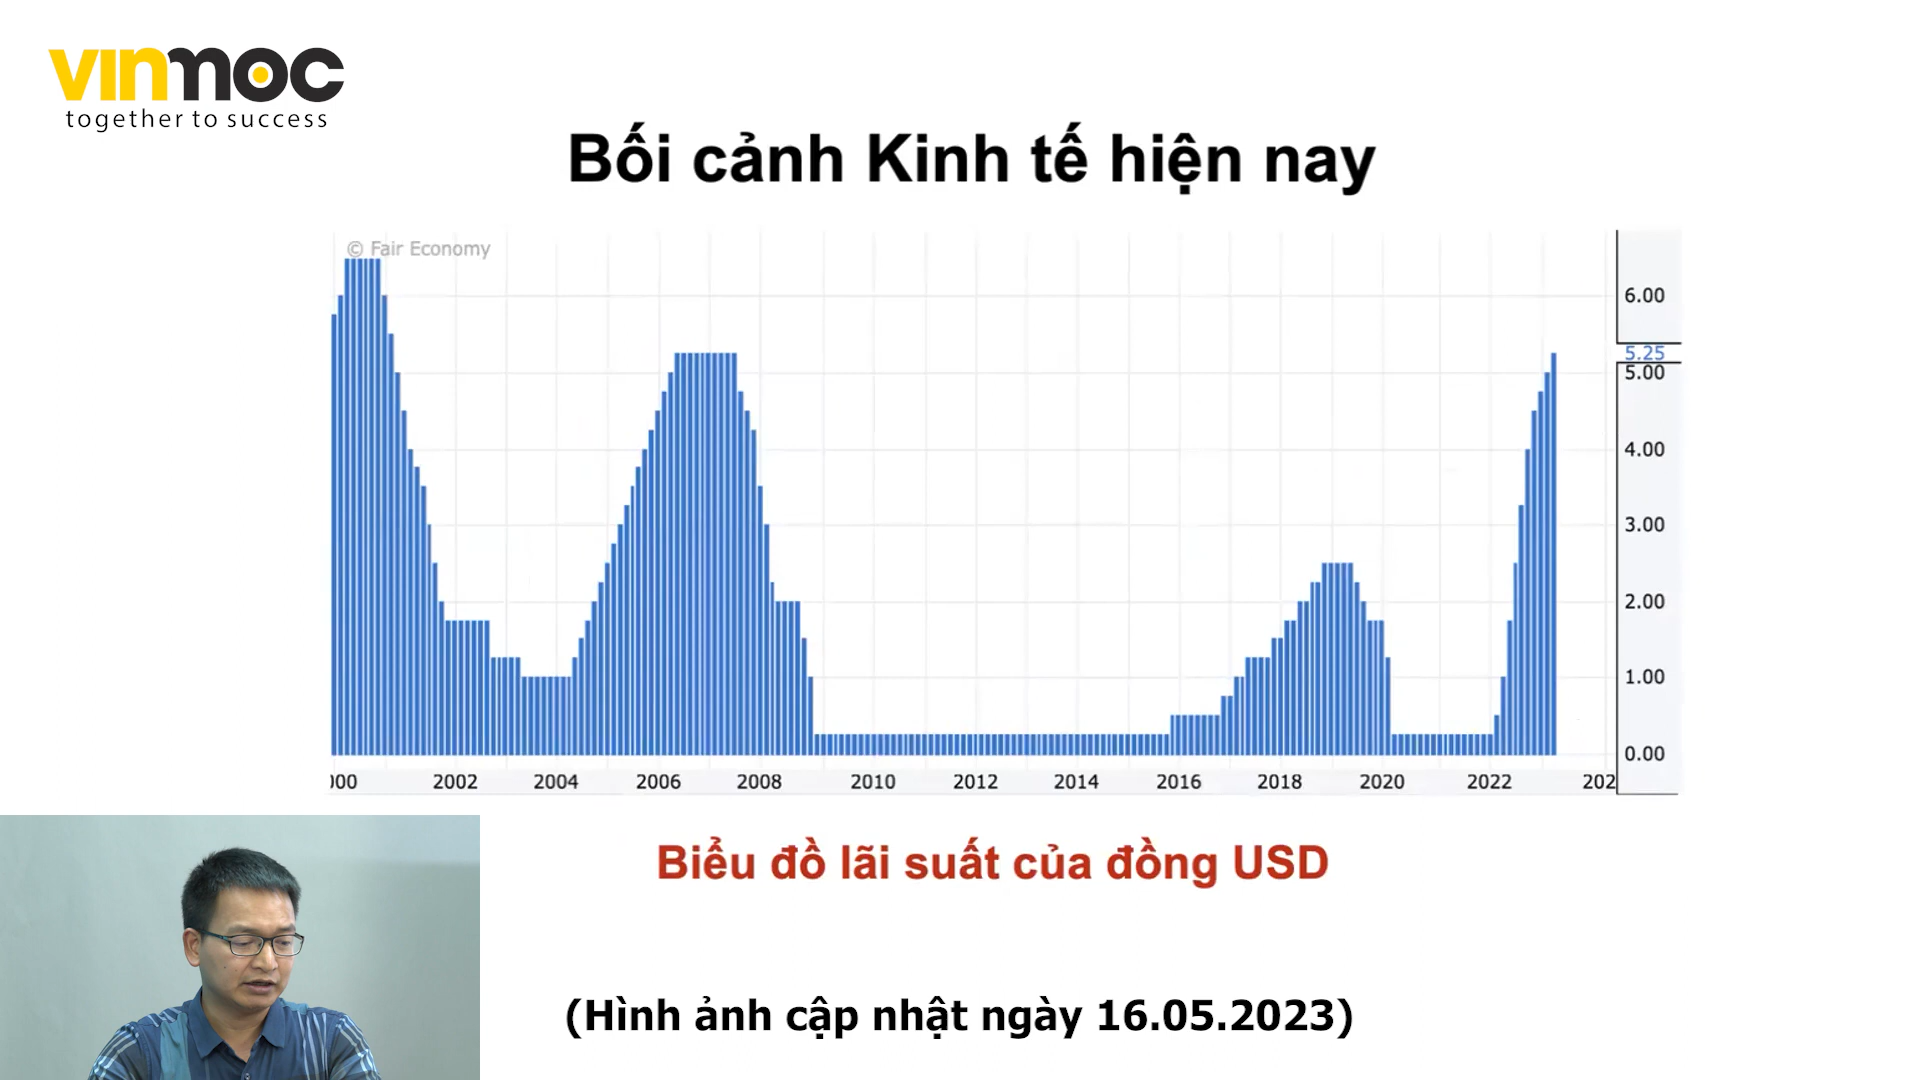 vinmoc
together to success
Bối cảnh Kinh tế hiện nay
© Fair Economy
6.00
5.25
5.00
4.00
3.00
2.00
1.00
0.00
2002 2004 2006 2008 2010 2012 2014 2016 2018 2020 2022
Biểu đồ lãi suất của đồng USD
(Hình ảnh cập nhật ngày 16.05.2023)